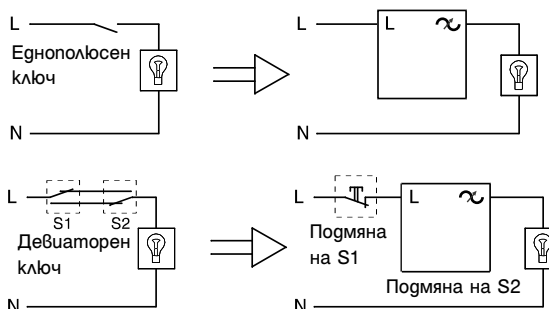 L
Еднополюсен
ключ
N
L
N
L
S1 S2
Девиаторен
ключ
N
L
L
Подмяна
на S1
Подмяна на S2
N